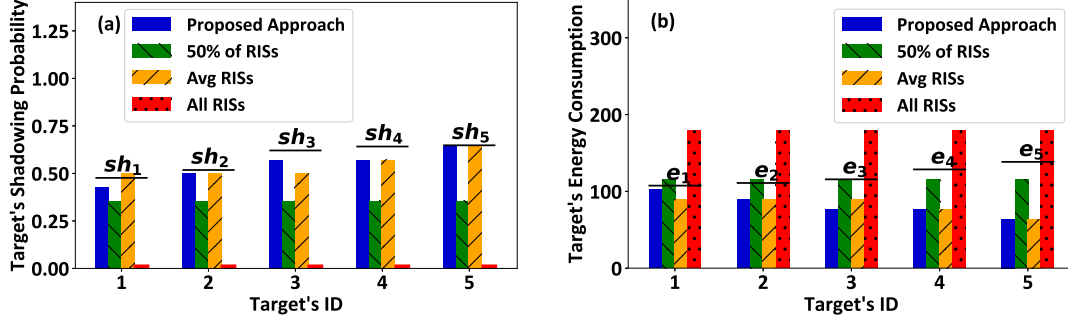 (a)
Proposed Approach
50% of RISs
Avg RISs
All RISs
Target's Shadowing Probability
1.25
1.00
0.75
0.50
0.25
0.00
sh1
sh2
sh3
sh4
sh5
1 2 3 4 5
Target's ID
(b)
Proposed Approach
50% of RISs
Avg RISs
All RISs
Target's Energy Consumption
300
200
100
0
e1
e2
e3
e4
e5
1 2 3 4 5
Target's ID